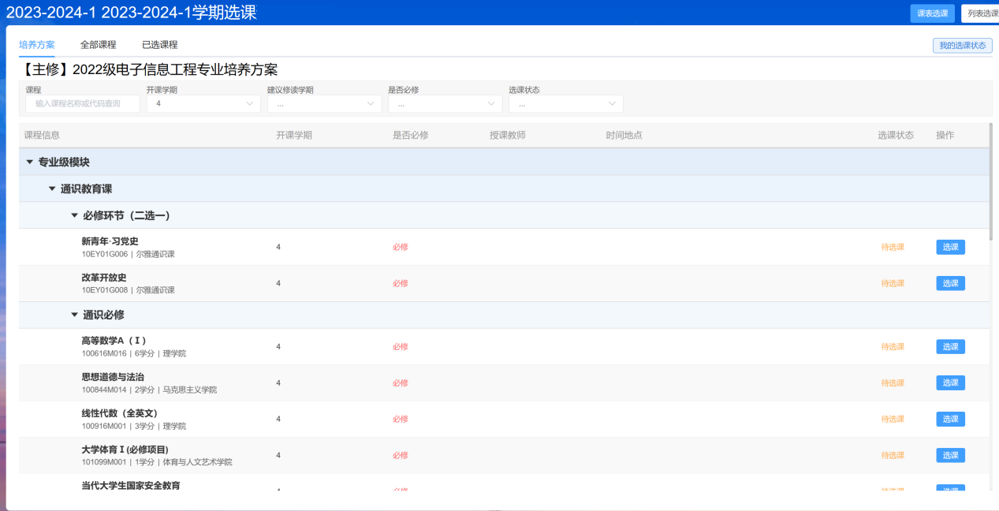 2023-2024-1 2023-2024-1学期选课
课表选课 列表选课
培养方案 全部课程 已选课程 我的选课状态
【主修】2022级电子信息工程专业培养方案
课程 开课学期 建议修读学期 是否必修 选课状态
输入课程名称或代码查询 4 ... ... ...
课程信息 开课学期 是否必修 授课教师 时间地点 选课状态 操作
专业级模块
通识教育课
必修环节（二选一）
新青年·习党史
10EY01G006 | 尔雅通识课 4 必修 待选课 选课
改革开放史
10EY01G008 | 尔雅通识课 4 必修 待选课 选课
通识必修
高等数学A（Ⅰ）
100616M016 | 6学分 | 理学院 4 必修 待选课 选课
思想道德与法治
100844M014 | 2学分 | 马克思主义学院 4 必修 待选课 选课
线性代数（全英文）
100916M001 | 3学分 | 理学院 4 必修 待选课 选课
大学体育Ⅰ(必修项目)
101099M001 | 1学分 | 体育与人文艺术学院 4 必修 待选课 选课
当代大学生国家安全教育